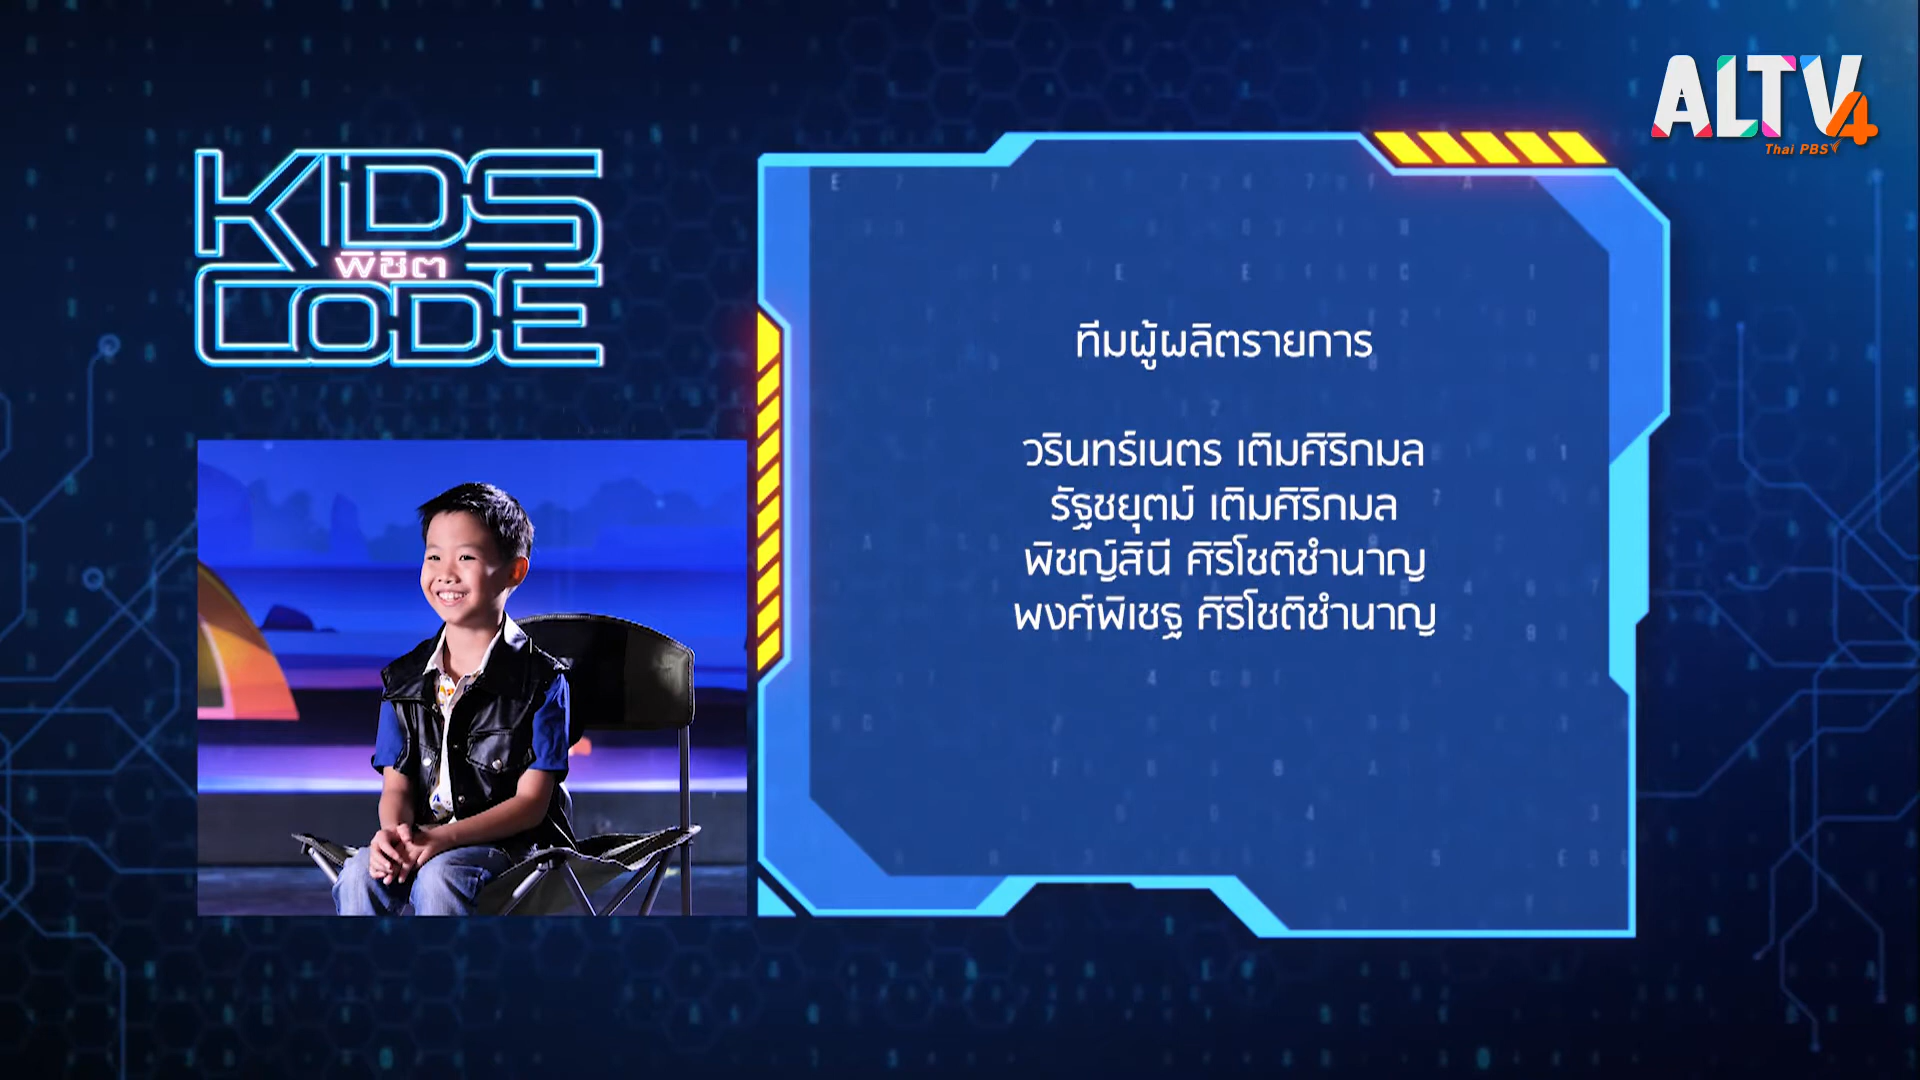 KIDS
พิชิต
CODE
ALTV4
Thai PBS
ทีมผู้ผลิตรายการ
วรินทร์เนตร เติมศิริกมล
รัฐชยุตม์ เติมศิริกมล
พิชญ์สินี ศิริโชติชำนาญ
พงศ์พิเชฐ ศิริโชติชำนาญ